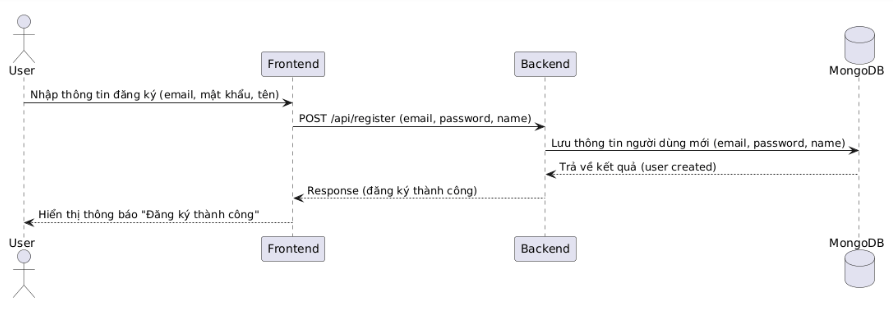 User
Frontend
Backend
MongoDB
Nhập thông tin đăng ký (email, mật khẩu, tên)
POST /api/register (email, password, name)
Lưu thông tin người dùng mới (email, password, name)
Trả về kết quả (user created)
Response (đăng ký thành công)
Hiển thị thông báo "Đăng ký thành công"
User
Frontend
Backend
MongoDB